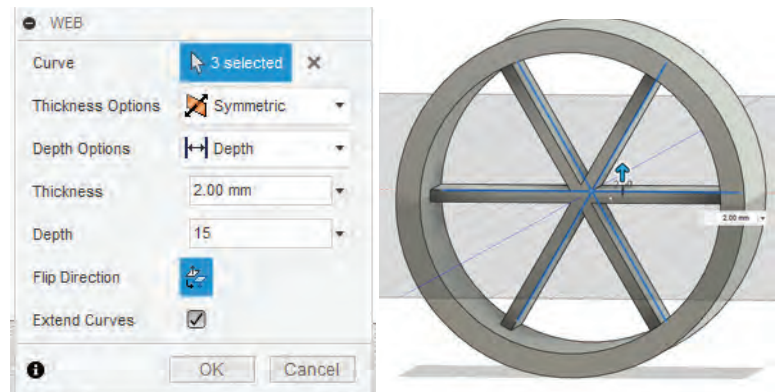 WEB
Curve 3 selected
Thickness Options Symmetric
Depth Options Depth
Thickness 2.00 mm
Depth 15
Flip Direction
Extend Curves
OK Cancel
2.00 mm